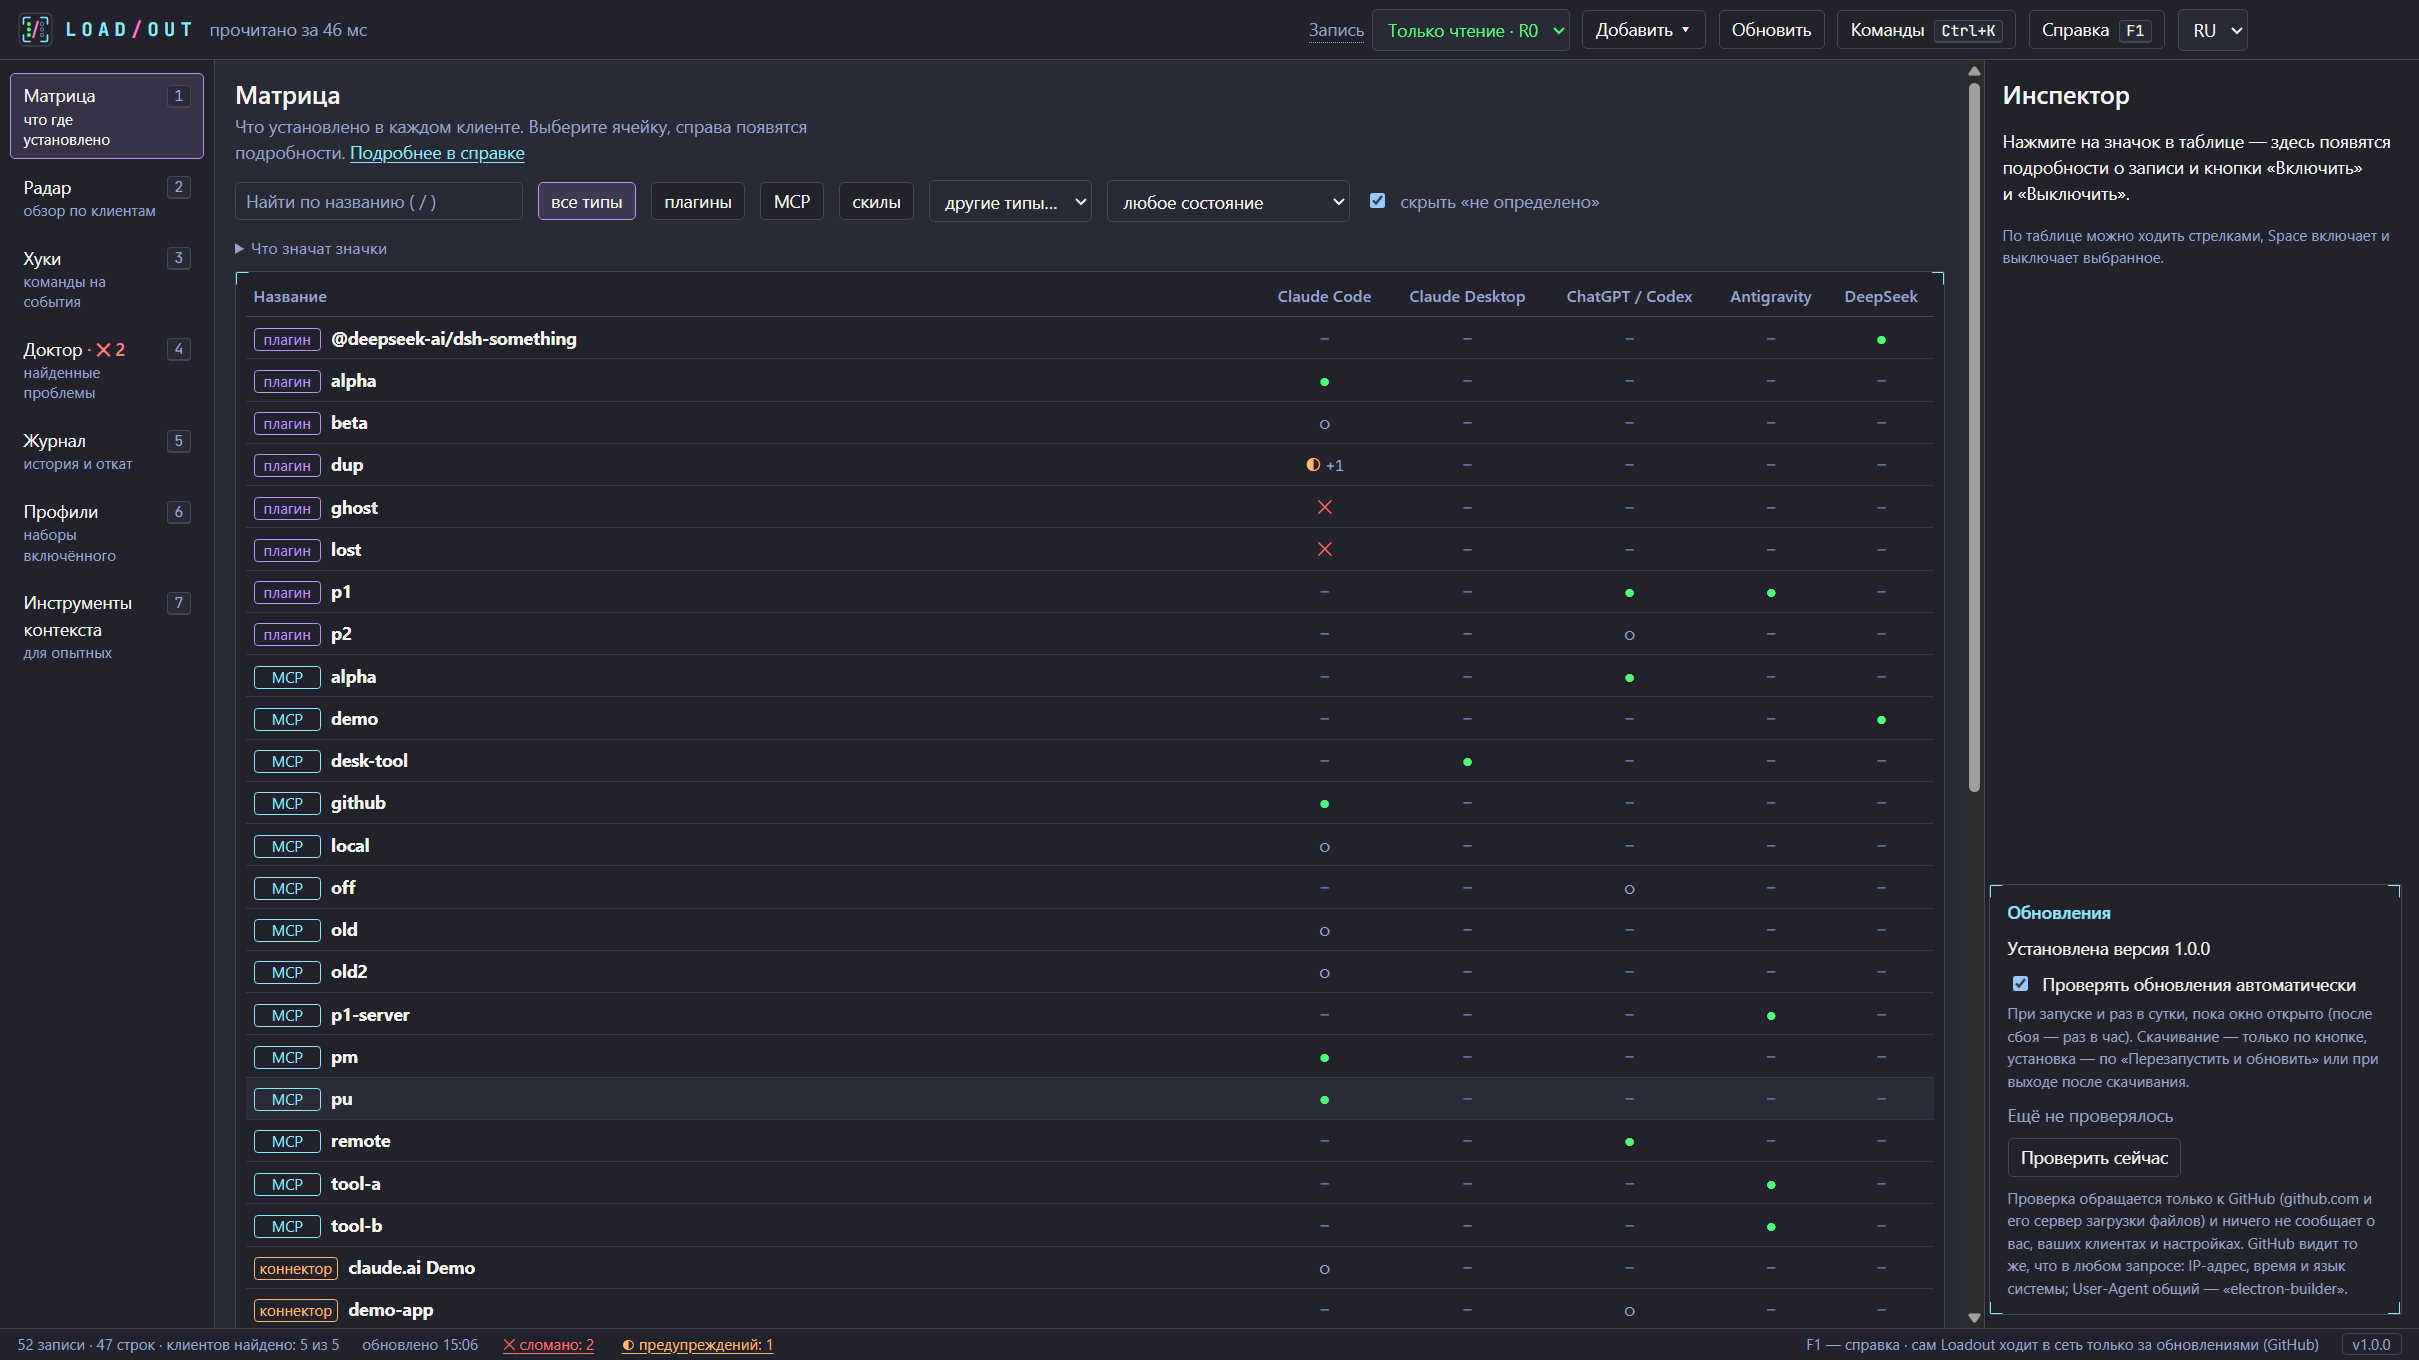 LOAD/OUT прочитано за 46 мс Запись Только чтение · R0 Добавить ▾ Обновить Команды Ctrl+K Справка F1 RU
Матрица 1
что где
установлено
Радар 2
обзор по клиентам
Хуки 3
команды на
события
Доктор · ✕ 2 4
найденные
проблемы
Журнал 5
история и откат
Профили 6
наборы
включённого
Инструменты 7
контекста
для опытных
Матрица
Что установлено в каждом клиенте. Выберите ячейку, справа появятся
подробности. Подробнее в справке
Найти по названию ( / ) все типы плагины MCP скилы другие типы... любое состояние скрыть «не определено»
▶ Что значат значки
Название Claude Code Claude Desktop ChatGPT / Codex Antigravity DeepSeek
плагин @deepseek-ai/dsh-something – – – – ●
плагин alpha ● – – – –
плагин beta ○ – – – –
плагин dup ◐ +1 – – – –
плагин ghost ✕ – – – –
плагин lost ✕ – – – –
плагин p1 – – ● ● –
плагин p2 – – ○ – –
MCP alpha – – ● – –
MCP demo – – – – ●
MCP desk-tool – ● – – –
MCP github ● – – – –
MCP local ○ – – – –
MCP off – – ○ – –
MCP old ○ – – – –
MCP old2 ○ – – – –
MCP p1-server – – – ● –
MCP pm ● – – – –
MCP pu ● – – – –
MCP remote – – ● – –
MCP tool-a – – – ● –
MCP tool-b – – – ● –
коннектор claude.ai Demo ○ – – – –
коннектор demo-app – – ○ – –
Инспектор
Нажмите на значок в таблице — здесь появятся
подробности о записи и кнопки «Включить»
и «Выключить».
По таблице можно ходить стрелками, Space включает и
выключает выбранное.
Обновления
Установлена версия 1.0.0
Проверять обновления автоматически
При запуске и раз в сутки, пока окно открыто (после
сбоя — раз в час). Скачивание — только по кнопке,
установка — по «Перезапустить и обновить» или при
выходе после скачивания.
Ещё не проверялось
Проверить сейчас
Проверка обращается только к GitHub (github.com и
его сервер загрузки файлов) и ничего не сообщает о
вас, ваших клиентах и настройках. GitHub видит то
же, что в любом запросе: IP-адрес, время и язык
системы; User-Agent общий — «electron-builder».
52 записи · 47 строк · клиентов найдено: 5 из 5 обновлено 15:06 ✕ сломано: 2 ◐ предупреждений: 1 F1 — справка · сам Loadout ходит в сеть только за обновлениями (GitHub) v1.0.0